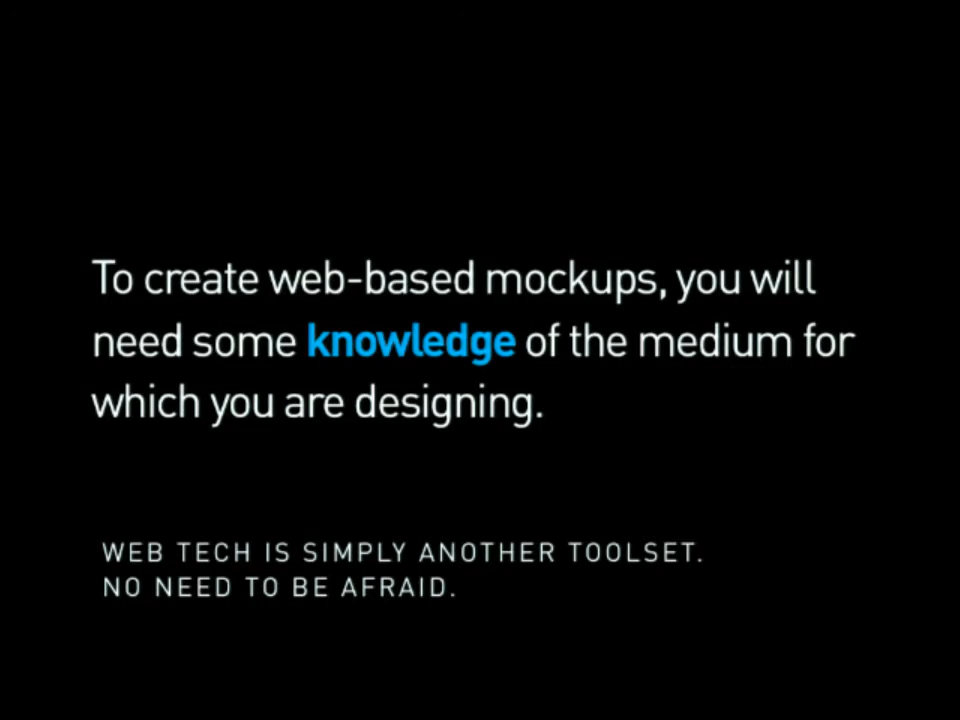 To create web-based mockups, you will
need some knowledge of the medium for
which you are designing.
WEB TECH IS SIMPLY ANOTHER TOOLSET.
NO NEED TO BE AFRAID.